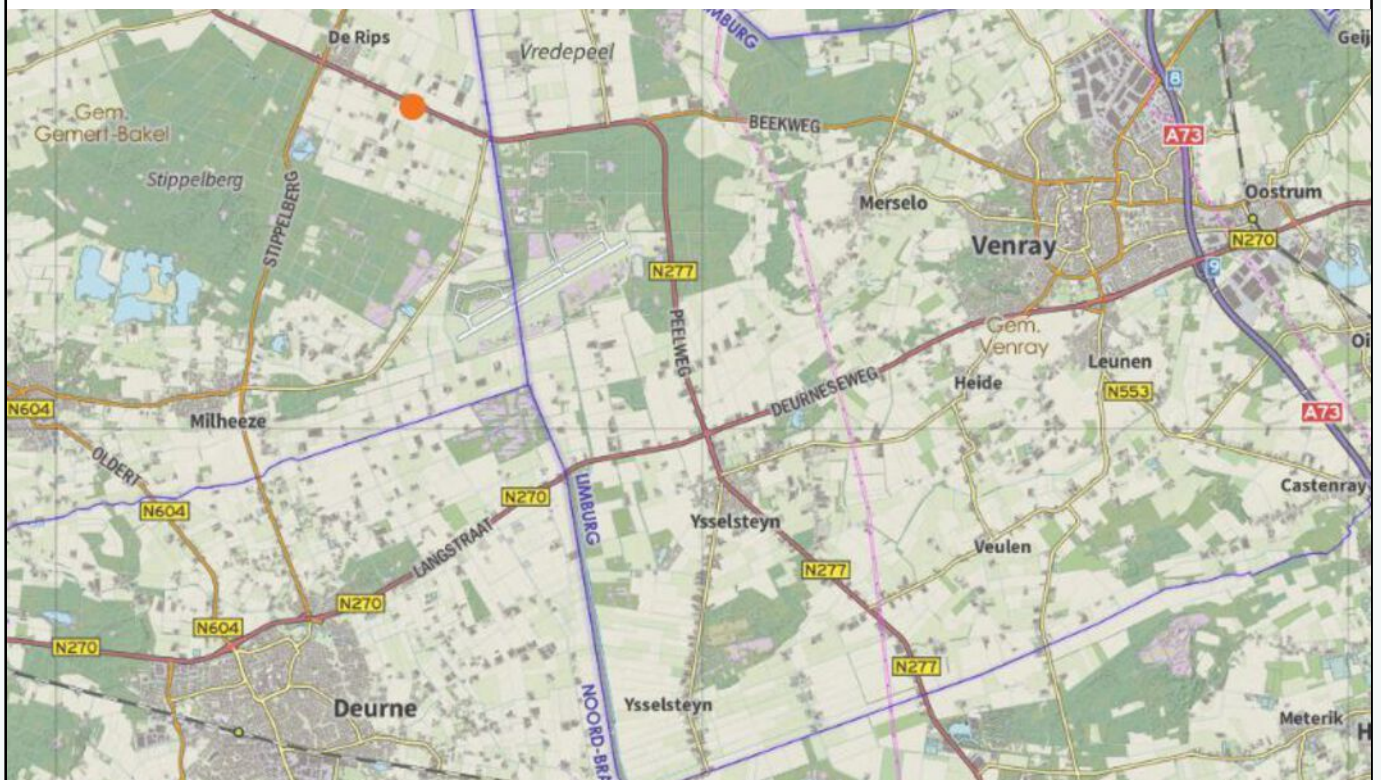 LIMBURG
De Rips
Vredepeel
Geij
8
Gem.
Gemert-Bakel
BEEKWEG
A73
Stippelberg
STIPPELBERG
Merselo
Oostrum
Venray
N270
9
N277
PEELWEG
Gem.
Venray
Oi
Leunen
DEURNESEWEG
Heide
N553
N604
A73
Milheeze
OLDERT
Castenray
N270
LIMBURG
N604
Ysselsteyn
LANGSTRAAT
Veulen
N277
N270
N604
N270
N277
Deurne
Ysselsteyn
NOORD-BRA
Meterik
H